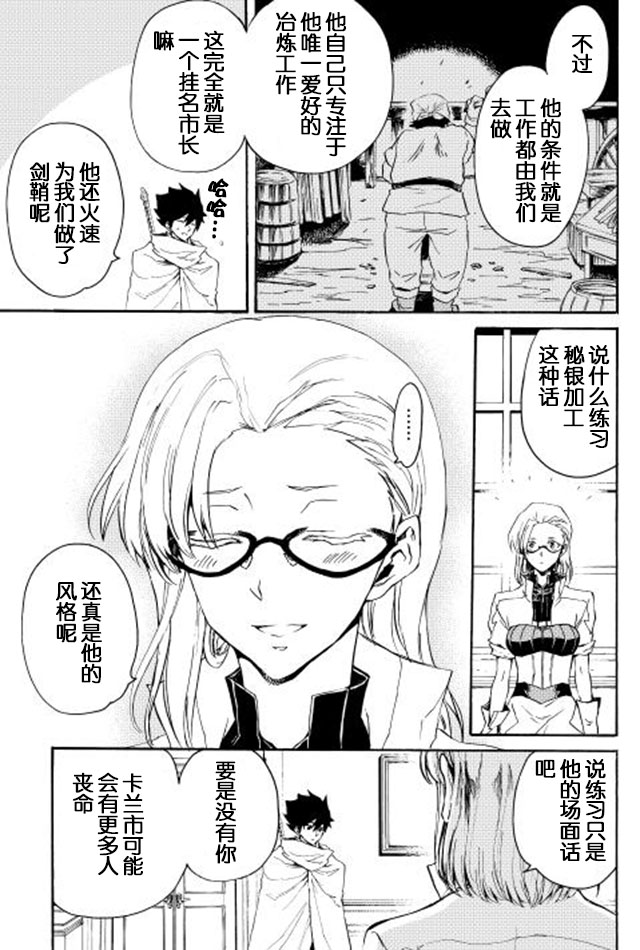 不过
他的条件就是
工作都由我们
去做
他自己只专注于
他唯一爱好的
冶炼工作
这完全就是
一个挂名市长
嘛
哈哈…
他还火速
为我们做了
剑鞘呢
说什么练习
秘银加工
这种话
……
还真是他的
风格呢
说练习只是
他的场面话
吧
要是没有你
卡兰市可能
会有更多人
丧命